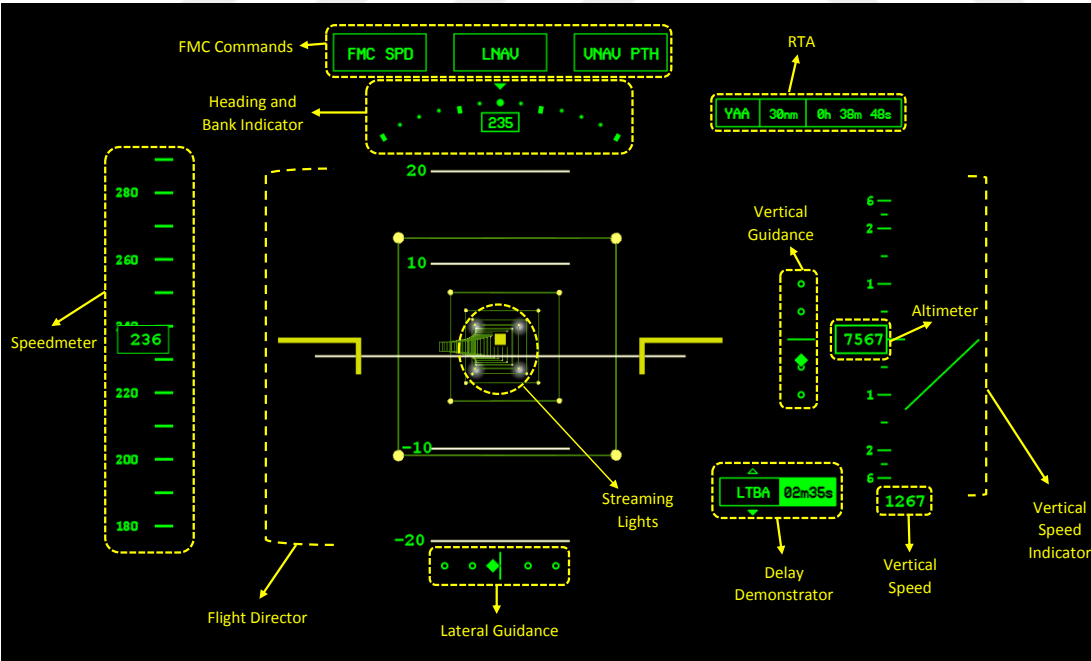 FMC Commands
FMC SPD
LNAV
VNAV PTH
RTA
Heading and
Bank Indicator
235
YAA
30nm
0h 38m 48s
280
260
240
236
220
200
180
Speedmeter
20
10
-10
-20
Vertical
Guidance
6
2
1
7567
1
2
6
Altimeter
Streaming
Lights
LTBA
02m35s
1267
Vertical
Speed
Indicator
Delay
Demonstrator
Vertical
Speed
Flight Director
Lateral Guidance